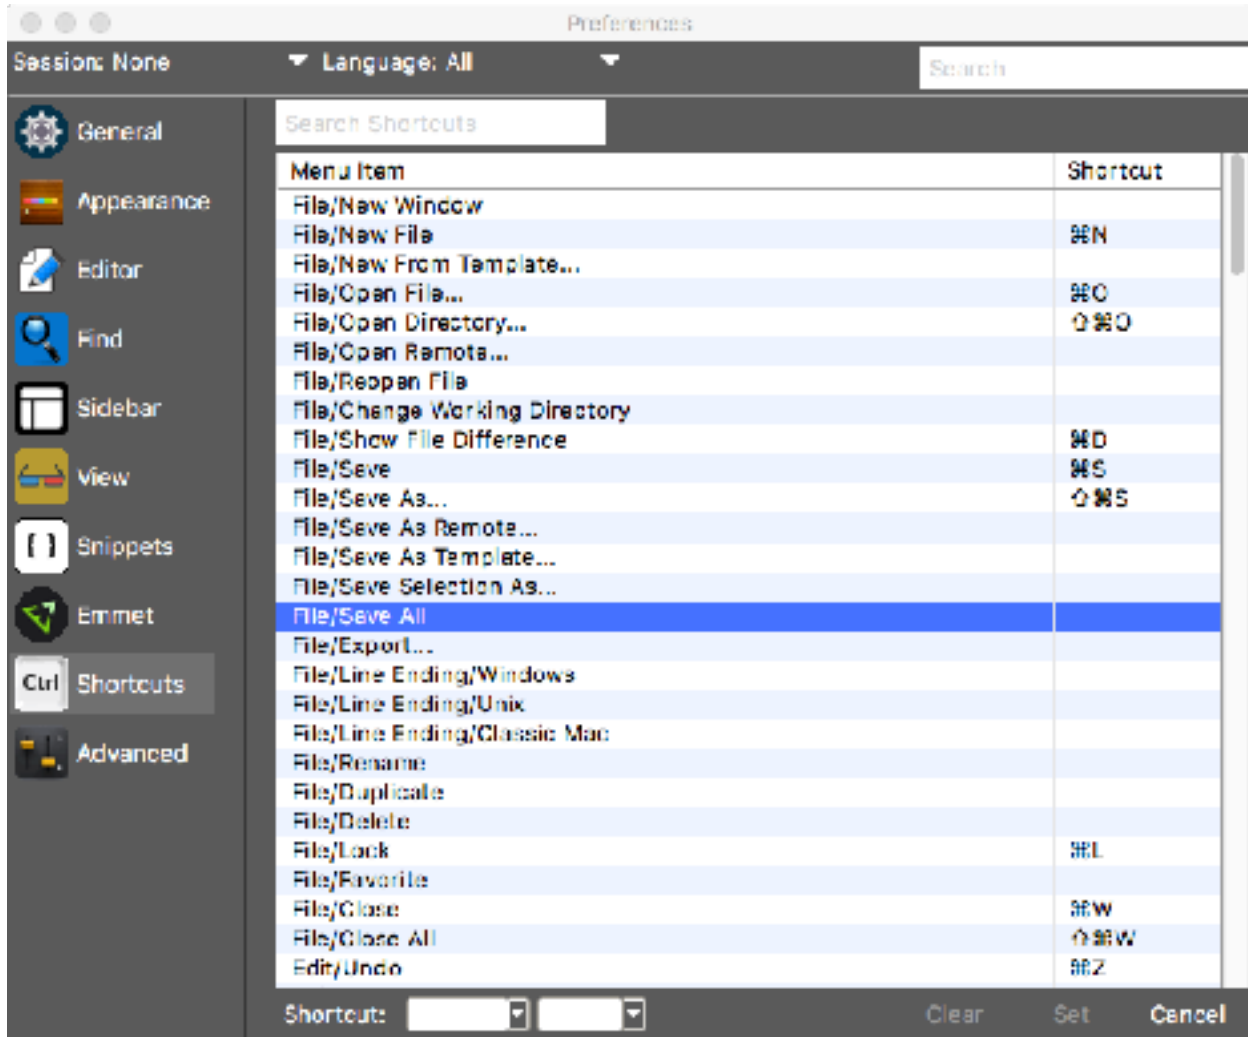 Preferences
Session: None Language: All Search
General
Appearance
Editor
Find
Sidebar
View
{ } Snippets
Emmet
Ctrl Shortcuts
Advanced
Search Shortcuts
Menu Item Shortcut
File/New Window
File/New File ⌘N
File/New From Template...
File/Open File... ⌘O
File/Open Directory... ⇧⌘O
File/Open Remote...
File/Reopen File
File/Change Working Directory
File/Show File Difference ⌘D
File/Save ⌘S
File/Save As... ⇧⌘S
File/Save As Remote...
File/Save As Template...
File/Save Selection As...
File/Save All
File/Export...
File/Line Ending/Windows
File/Line Ending/Unix
File/Line Ending/Classic Mac
File/Rename
File/Duplicate
File/Delete
File/Lock ⌘L
File/Favorite
File/Close ⌘W
File/Close All ⇧⌘W
Edit/Undo ⌘Z
Shortcut: Clear Set Cancel